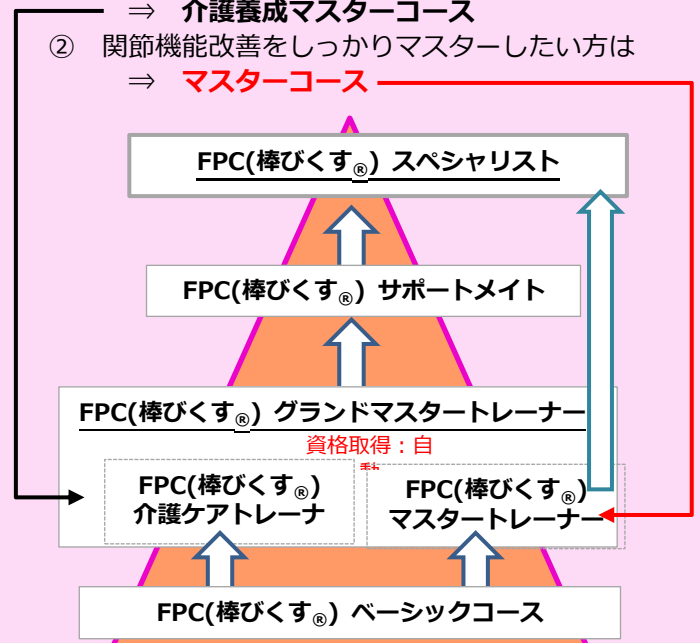 ⇒ 介護養成マスターコース
② 関節機能改善をしっかりマスターしたい方は
⇒ マスターコース
FPC(棒びくす®) スペシャリスト
FPC(棒びくす®) サポートメイト
FPC(棒びくす®) グランドマスタートレーナー
資格取得：自
FPC(棒びくす®)
介護ケアトレーナ
FPC(棒びくす®)
マスタートレーナー
FPC(棒びくす®) ベーシックコース